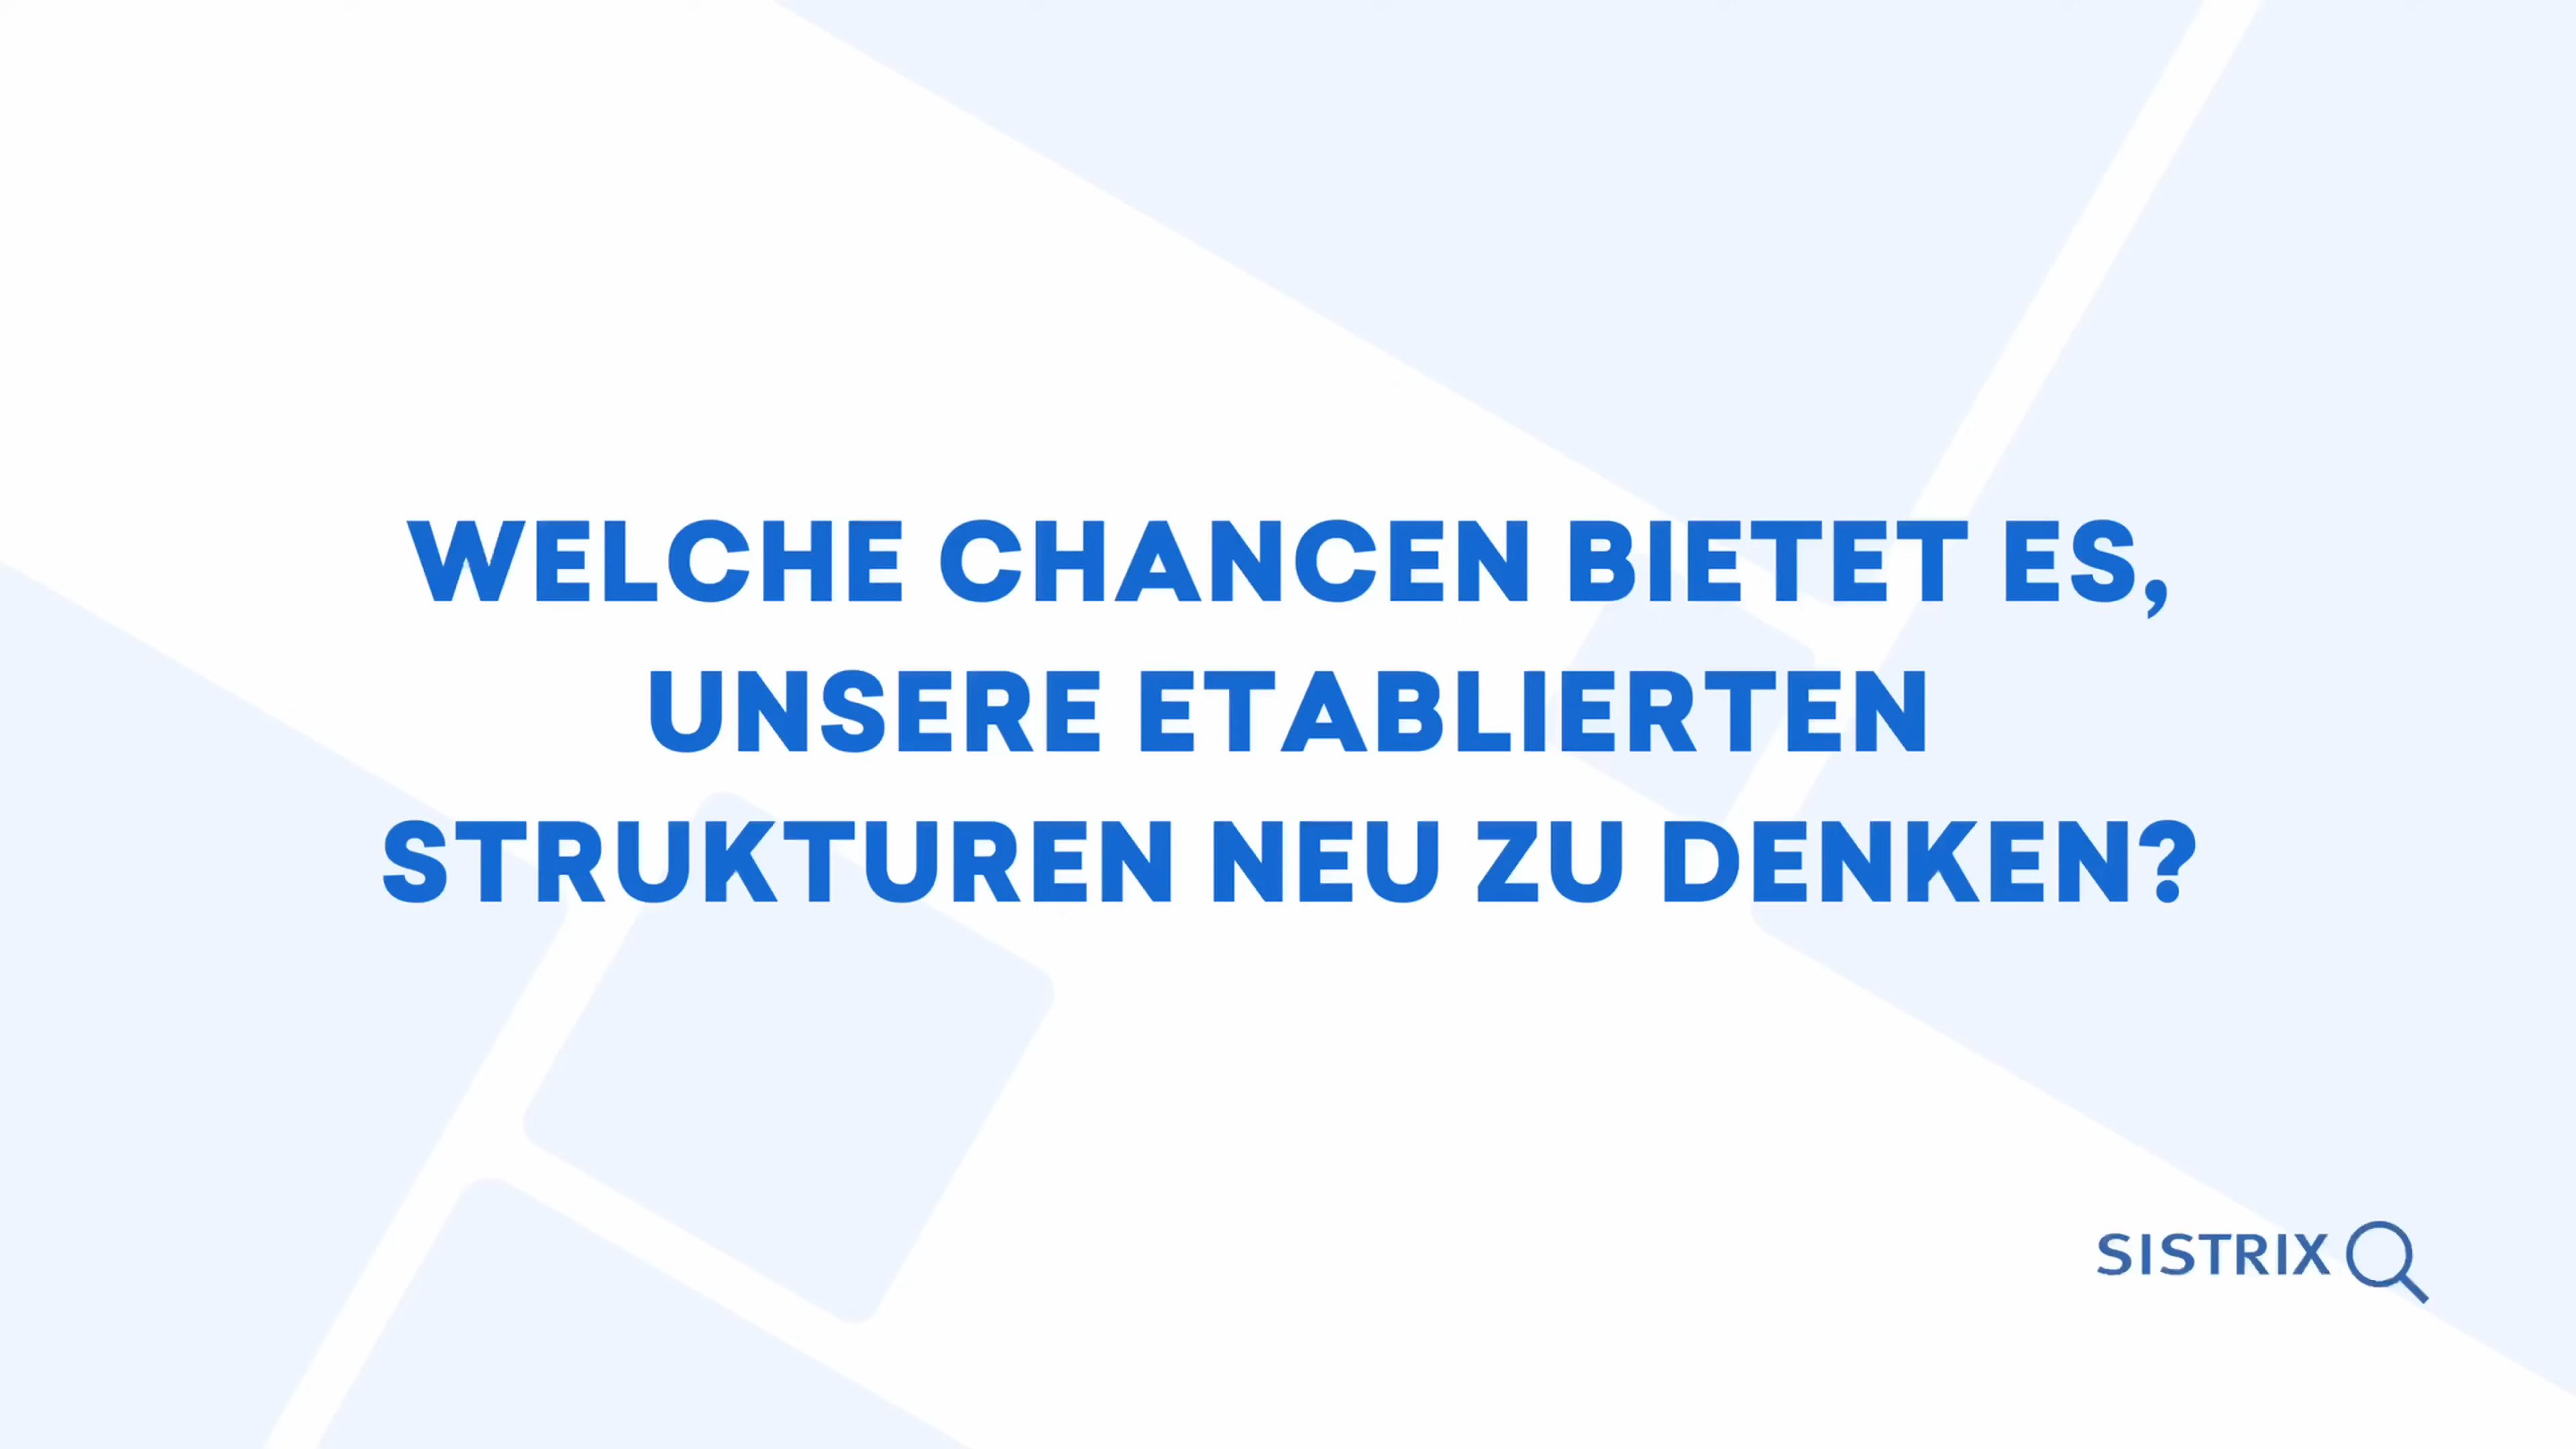 WELCHE CHANCEN BIETET ES,
UNSERE ETABLIERTEN
STRUKTUREN NEU ZU DENKEN?
SISTRIX